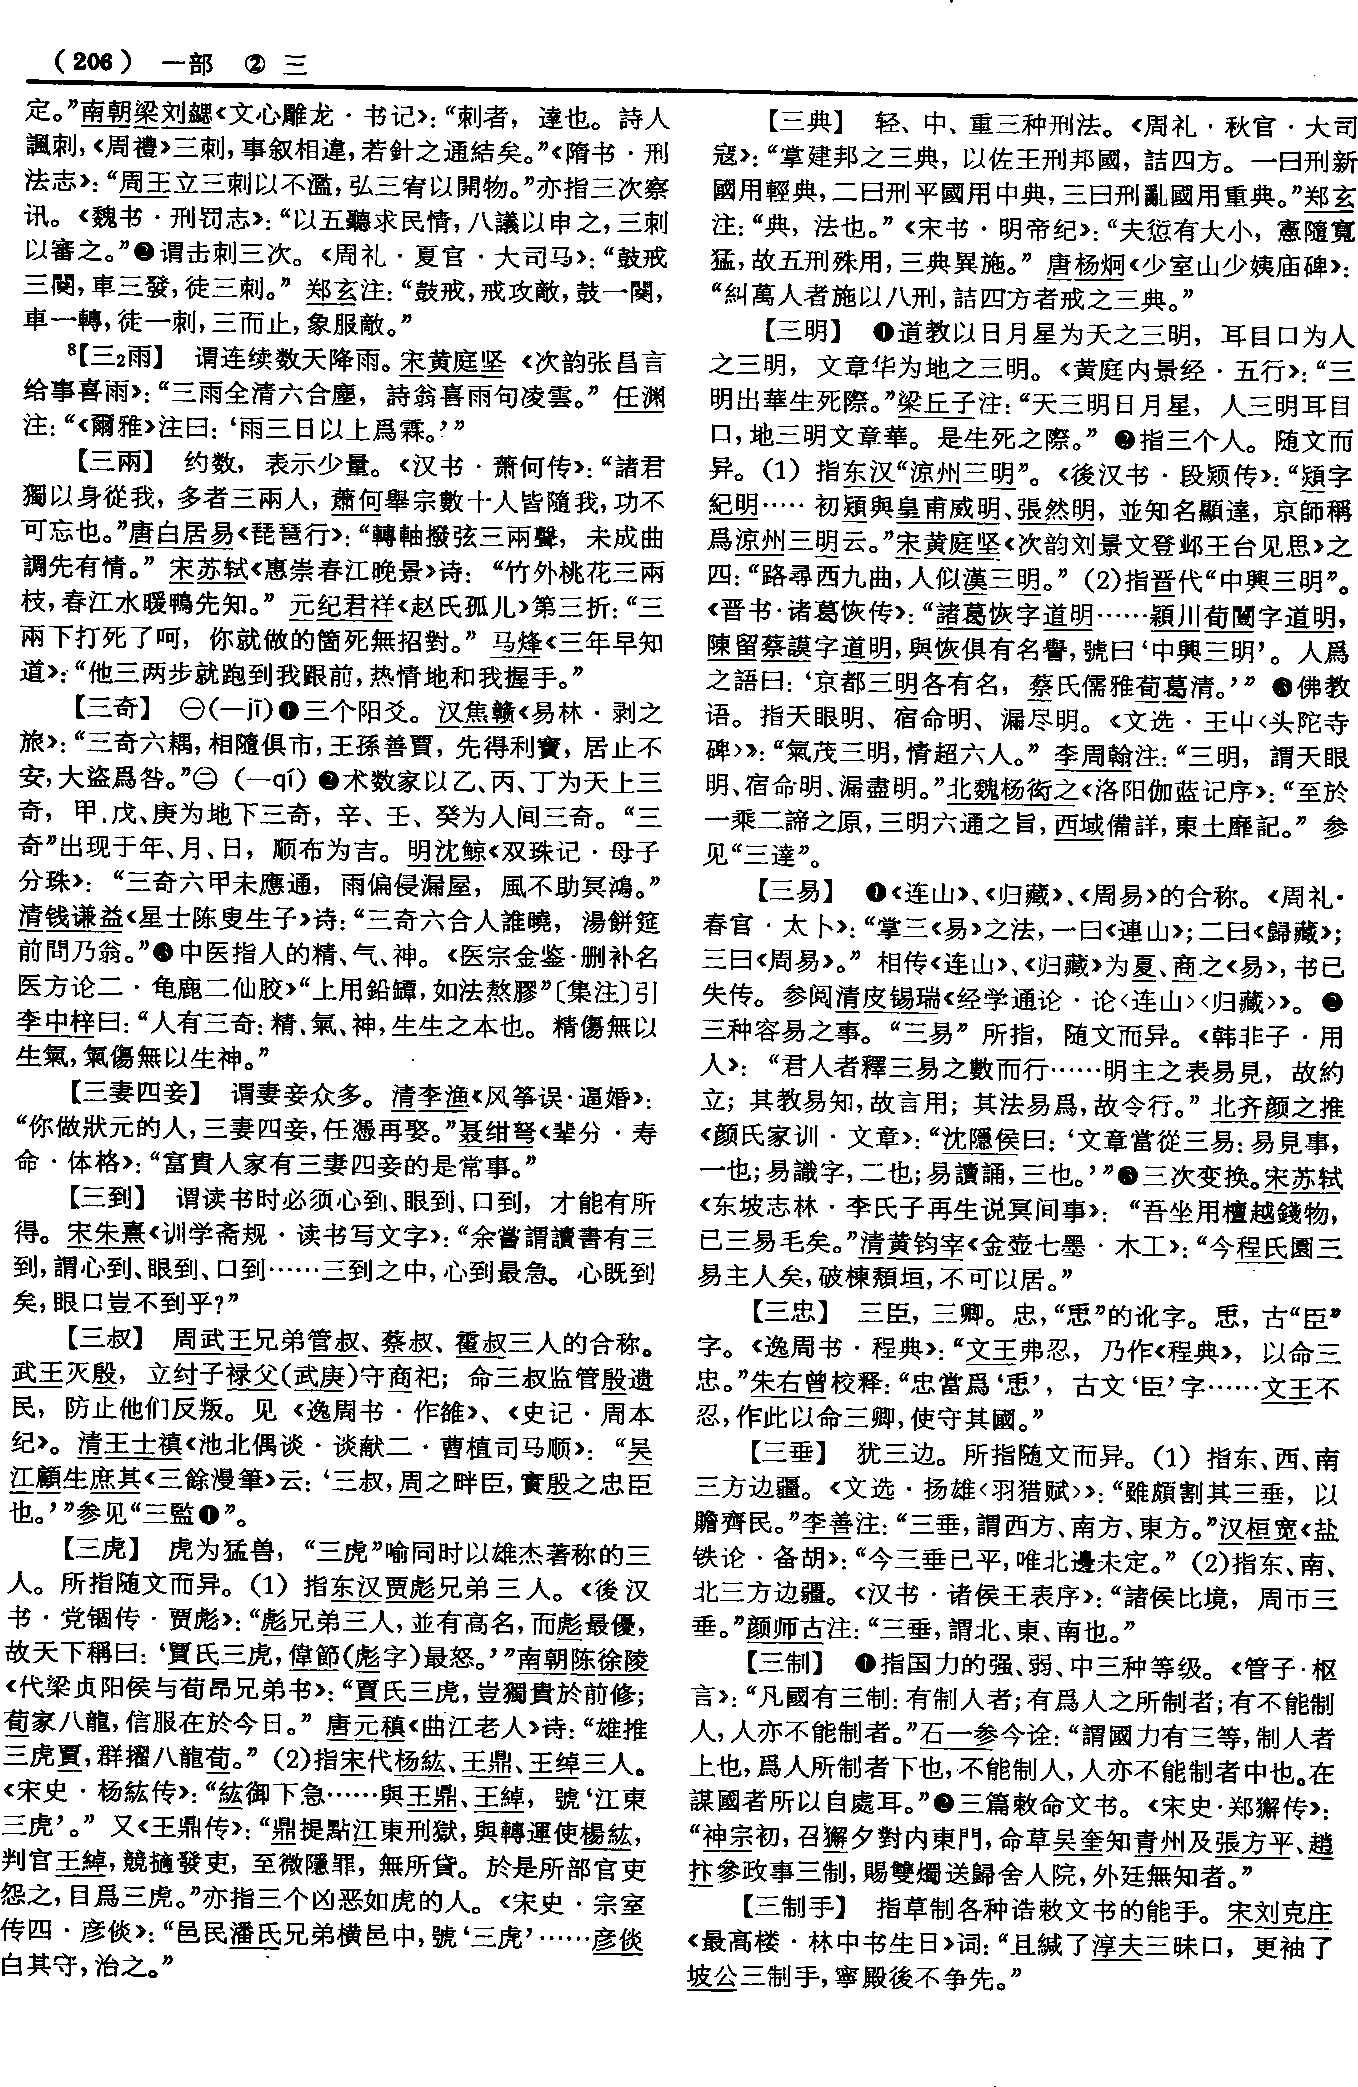 （206） 一部 ② 三
定。”南朝梁刘勰《文心雕龙·书记》：“刺者，達也。詩人
諷刺，《周禮》三刺，事叙相達，若針之通結矣。”《隋书·刑
法志》：“周王立三刺以不濫，弘三宥以開物。”亦指三次察
讯。《魏书·刑罚志》：“以五聽求民情，八議以申之，三刺
以審之。”❷谓击刺三次。《周礼·夏官·大司马》：“鼓戒
三闋，車三發，徒三刺。” 郑玄注：“鼓戒，戒攻敵，鼓一闋，
車一轉，徒一刺，三而止，象服敵。”
8【三2雨】 谓连续数天降雨。宋黄庭坚《次韵张昌言
给事喜雨》：“三雨全清六合塵，詩翁喜雨句凌雲。” 任渊
注：“《爾雅》注曰：‘雨三日以上爲霖。’”
【三兩】 约数，表示少量。《汉书·萧何传》：“諸君
獨以身從我，多者三兩人，蕭何舉宗數十人皆隨我，功不
可忘也。”唐白居易《琵琶行》：“轉軸撥弦三兩聲，未成曲
調先有情。” 宋苏轼《惠崇春江晚景》诗：“竹外桃花三兩
枝，春江水暖鴨先知。” 元纪君祥《赵氏孤儿》第三折：“三
兩下打死了呵，你就做的箇死無招對。” 马烽《三年早知
道》：“他三两步就跑到我跟前，热情地和我握手。”
【三奇】 ㊀（一jī）❶三个阳爻。汉焦赣《易林·剥之
旅》：“三奇六耦，相隨俱市，王孫善賈，先得利寶，居止不
安，大盗爲咎。”㊁（一qí）❷术数家以乙、丙、丁为天上三
奇，甲、戊、庚为地下三奇，辛、壬、癸为人间三奇。“三
奇”出现于年、月、日，顺布为吉。明沈鲸《双珠记·母子
分珠》：“三奇六甲未應通，雨偏侵漏屋，風不助冥鴻。”
清钱谦益《星士陈叟生子》诗：“三奇六合人誰曉，湯餅筵
前問乃翁。”❸中医指人的精、气、神。《医宗金鉴·删补名
医方论二·龟鹿二仙胶》“上用鉛罈，如法熬膠”〔集注〕引
李中梓曰：“人有三奇：精、氣、神，生生之本也。精傷無以
生氣，氣傷無以生神。”
【三妻四妾】 谓妻妾众多。清李渔《风筝误·逼婚》：
“你做狀元的人，三妻四妾，任憑再娶。”聂绀弩《辈分·寿
命·体格》：“富貴人家有三妻四妾的是常事。”
【三到】 谓读书时必须心到、眼到、口到，才能有所
得。宋朱熹《训学斋规·读书写文字》：“余嘗謂讀書有三
到，謂心到、眼到、口到……三到之中，心到最急。心既到
矣，眼口豈不到乎？”
【三叔】 周武王兄弟管叔、蔡叔、霍叔三人的合称。
武王灭殷，立纣子禄父（武庚）守商祀；命三叔监管殷遗
民，防止他们反叛。见《逸周书·作雒》、《史记·周本
纪》。清王士禛《池北偶谈·谈献二·曹植司马顺》：“吴
江顧生庶其《三餘漫筆》云：‘三叔，周之畔臣，實殷之忠臣
也。’”参见“三監❶”。
【三虎】 虎为猛兽，“三虎”喻同时以雄杰著称的三
人。所指随文而异。（1）指东汉贾彪兄弟三人。《後汉
书·党锢传·贾彪》：“彪兄弟三人，並有高名，而彪最優，
故天下稱曰：‘賈氏三虎，偉節（彪字）最怒。’”南朝陈徐陵
《代梁贞阳侯与荀昂兄弟书》：“賈氏三虎，豈獨貴於前修；
荀家八龍，信服在於今日。” 唐元稹《曲江老人》诗：“雄推
三虎賈，群擢八龍荀。”（2）指宋代杨紘、王鼎、王绰三人。
《宋史·杨紘传》：“紘御下急……與王鼎、王綽，號‘江東
三虎’。” 又《王鼎传》：“鼎提點江東刑獄，與轉運使楊紘，
判官王綽，競擿發吏，至微隱罪，無所貸。於是所部官吏
怨之，目爲三虎。”亦指三个凶恶如虎的人。《宋史·宗室
传四·彦倓》：“邑民潘氏兄弟横邑中，號‘三虎’……彦倓
白其守，治之。”
【三典】 轻、中、重三种刑法。《周礼·秋官·大司
寇》：“掌建邦之三典，以佐王刑邦國，詰四方。一曰刑新
國用輕典，二曰刑平國用中典，三曰刑亂國用重典。”郑玄
注：“典，法也。”《宋书·明帝纪》：“夫愆有大小，憲隨寬
猛，故五刑殊用，三典異施。” 唐杨炯《少室山少姨庙碑》：
“糾萬人者施以八刑，詰四方者戒之三典。”
【三明】 ❶道教以日月星为天之三明，耳目口为人
之三明，文章华为地之三明。《黄庭内景经·五行》：“三
明出華生死際。”梁丘子注：“天三明日月星，人三明耳目
口，地三明文章華。是生死之際。” ❷指三个人。随文而
异。（1）指东汉“凉州三明”。《後汉书·段颎传》：“熲字
紀明……初熲與皇甫威明、張然明，並知名顯達，京師稱
爲凉州三明云。”宋黄庭坚《次韵刘景文登邺王台见思》之
四：“路尋西九曲，人似漢三明。”（2）指晋代“中興三明”。
《晋书·诸葛恢传》：“諸葛恢字道明……潁川荀闓字道明，
陳留蔡謨字道明，與恢俱有名譽，號曰‘中興三明’。人爲
之語曰：‘京都三明各有名，蔡氏儒雅荀葛清。’” ❸佛教
语。指天眼明、宿命明、漏尽明。《文选·王屮〈头陀寺
碑〉》：“氣茂三明，情超六人。” 李周翰注：“三明，謂天眼
明、宿命明、漏盡明。”北魏杨衒之《洛阳伽蓝记序》：“至於
一乘二諦之原，三明六通之旨，西域備詳，東土靡記。” 参
见“三達”。
【三易】 ❶《连山》、《归藏》、《周易》的合称。《周礼·
春官·太卜》：“掌三《易》之法，一曰《連山》；二曰《歸藏》；
三曰《周易》。” 相传《连山》、《归藏》为夏、商之《易》，书已
失传。参阅清皮锡瑞《经学通论·论〈连山〉〈归藏〉》。 ❷
三种容易之事。“三易”所指，随文而异。《韩非子·用
人》：“君人者釋三易之數而行……明主之表易見，故約
立；其教易知，故言用；其法易爲，故令行。” 北齐颜之推
《颜氏家训·文章》：“沈隱侯曰：‘文章當從三易：易見事，
一也；易識字，二也；易讀誦，三也。’”❸三次变换。宋苏轼
《东坡志林·李氏子再生说冥间事》：“吾坐用檀越錢物，
已三易毛矣。”清黄钧宰《金壶七墨·木工》：“今程氏園三
易主人矣，破棟頹垣，不可以居。”
【三忠】 三臣，三卿。忠，“恖”的讹字。恖，古“臣”
字。《逸周书·程典》：“文王弗忍，乃作《程典》，以命三
忠。”朱右曾校释：“忠當爲‘恖’，古文‘臣’字……文王不
忍，作此以命三卿，使守其國。”
【三垂】 犹三边。所指随文而异。（1）指东、西、南
三方边疆。《文选·扬雄〈羽猎赋〉》：“雖頗割其三垂，以
贍齊民。”李善注：“三垂，謂西方、南方、東方。”汉桓宽《盐
铁论·备胡》：“今三垂已平，唯北邊未定。”（2）指东、南、
北三方边疆。《汉书·诸侯王表序》：“諸侯比境，周帀三
垂。”颜师古注：“三垂，謂北、東、南也。”
【三制】 ❶指国力的强、弱、中三种等级。《管子·枢
言》：“凡國有三制：有制人者；有爲人之所制者；有不能制
人，人亦不能制者。”石一参今诠：“謂國力有三等，制人者
上也，爲人所制者下也，不能制人，人亦不能制者中也。在
謀國者所以自處耳。”❷三篇敕命文书。《宋史·郑獬传》：
“神宗初，召獬夕對内東門，命草吴奎知青州及張方平、趙
抃參政事三制，賜雙燭送歸舍人院，外廷無知者。”
【三制手】 指草制各种诰敕文书的能手。宋刘克庄
《最高楼·林中书生日》词：“且緘了淳夫三昧口，更袖了
坡公三制手，寧殿後不争先。”